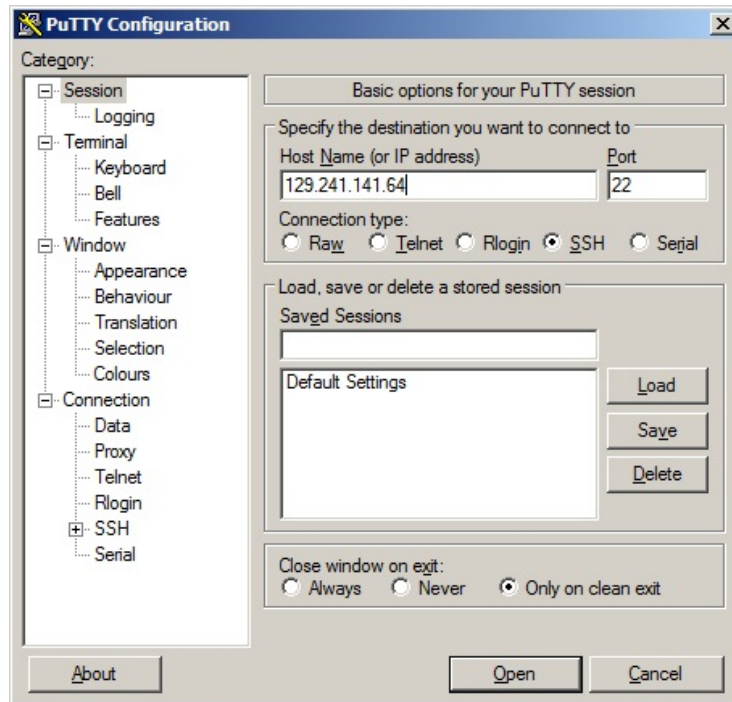 PuTTY Configuration
Category:
Session
Logging
Terminal
Keyboard
Bell
Features
Window
Appearance
Behaviour
Translation
Selection
Colours
Connection
Data
Proxy
Telnet
Rlogin
SSH
Serial
Basic options for your PuTTY session
Specify the destination you want to connect to
Host Name (or IP address) Port
129.241.141.64 22
Connection type:
Raw Telnet Rlogin SSH Serial
Load, save or delete a stored session
Saved Sessions
Default Settings
Load
Save
Delete
Close window on exit:
Always Never Only on clean exit
About Open Cancel